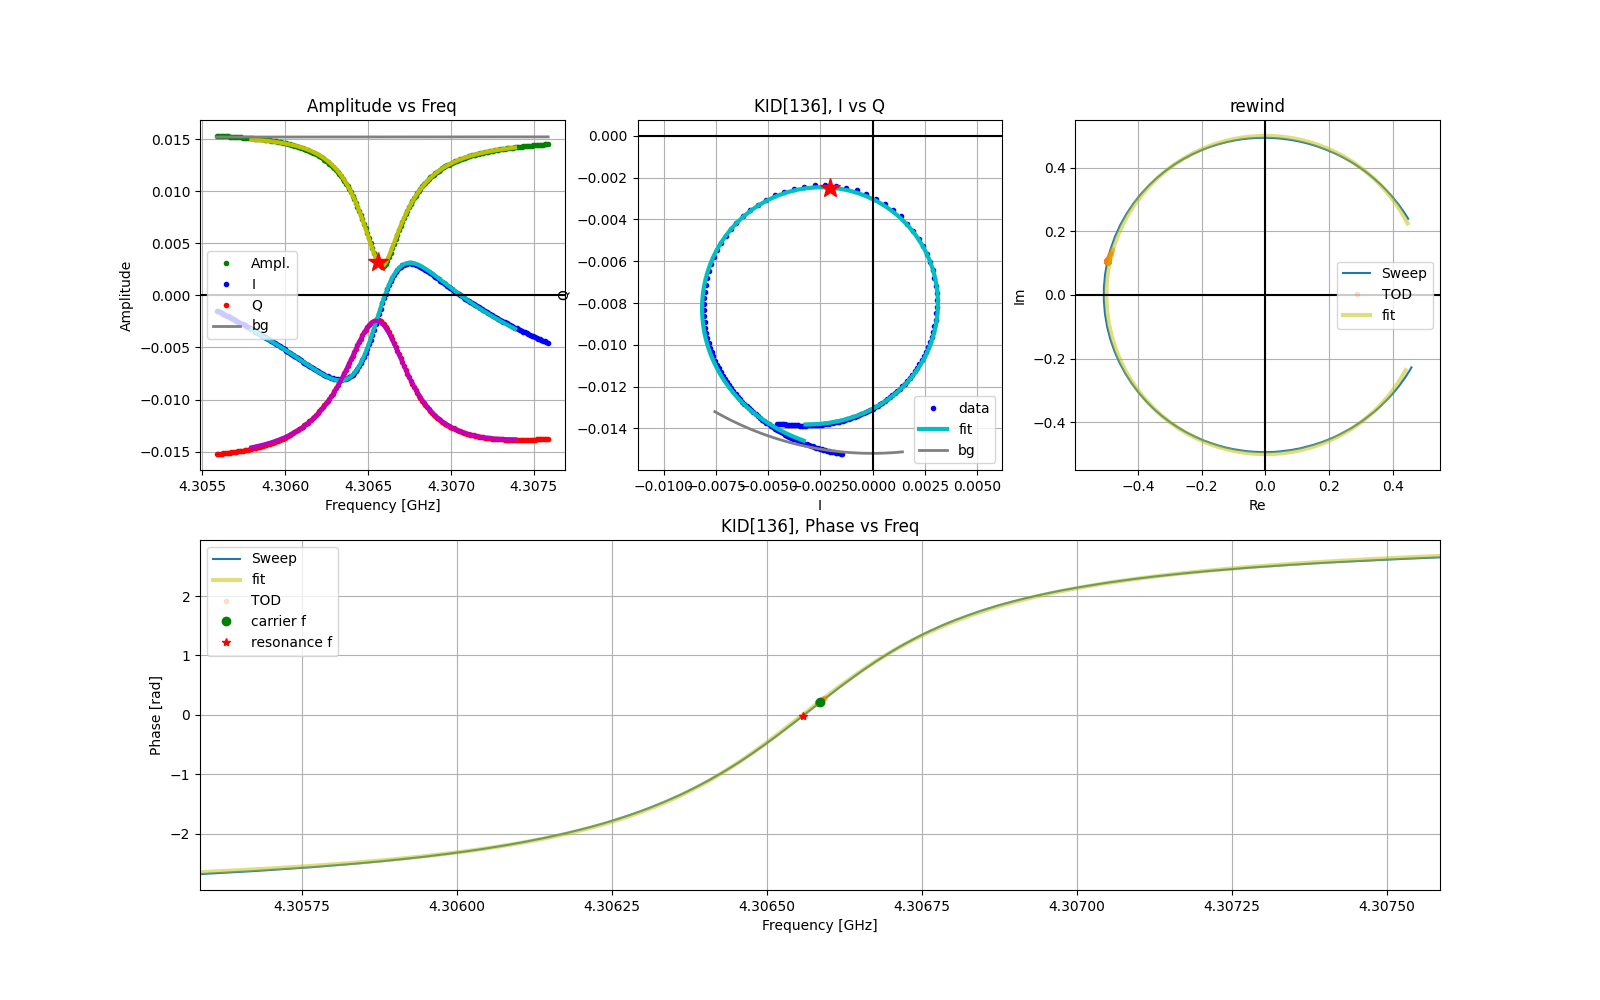 Amplitude vs Freq
Amplitude
0.015
0.010
0.005
0.000
−0.005
−0.010
−0.015
Ampl.
I
Q
bg
4.3055 4.3060 4.3065 4.3070 4.3075
Frequency [GHz]
KID[136], I vs Q
Q
0.000
−0.002
−0.004
−0.006
−0.008
−0.010
−0.012
−0.014
data
fit
bg
−0.0100 −0.0075 −0.0050 −0.0025 0.0000 0.0025 0.0050
I
rewind
Im
0.4
0.2
0.0
−0.2
−0.4
Sweep
TOD
fit
−0.4 −0.2 0.0 0.2 0.4
Re
KID[136], Phase vs Freq
Phase [rad]
2
1
0
−1
−2
Sweep
fit
TOD
carrier f
resonance f
4.30575 4.30600 4.30625 4.30650 4.30675 4.30700 4.30725 4.30750
Frequency [GHz]